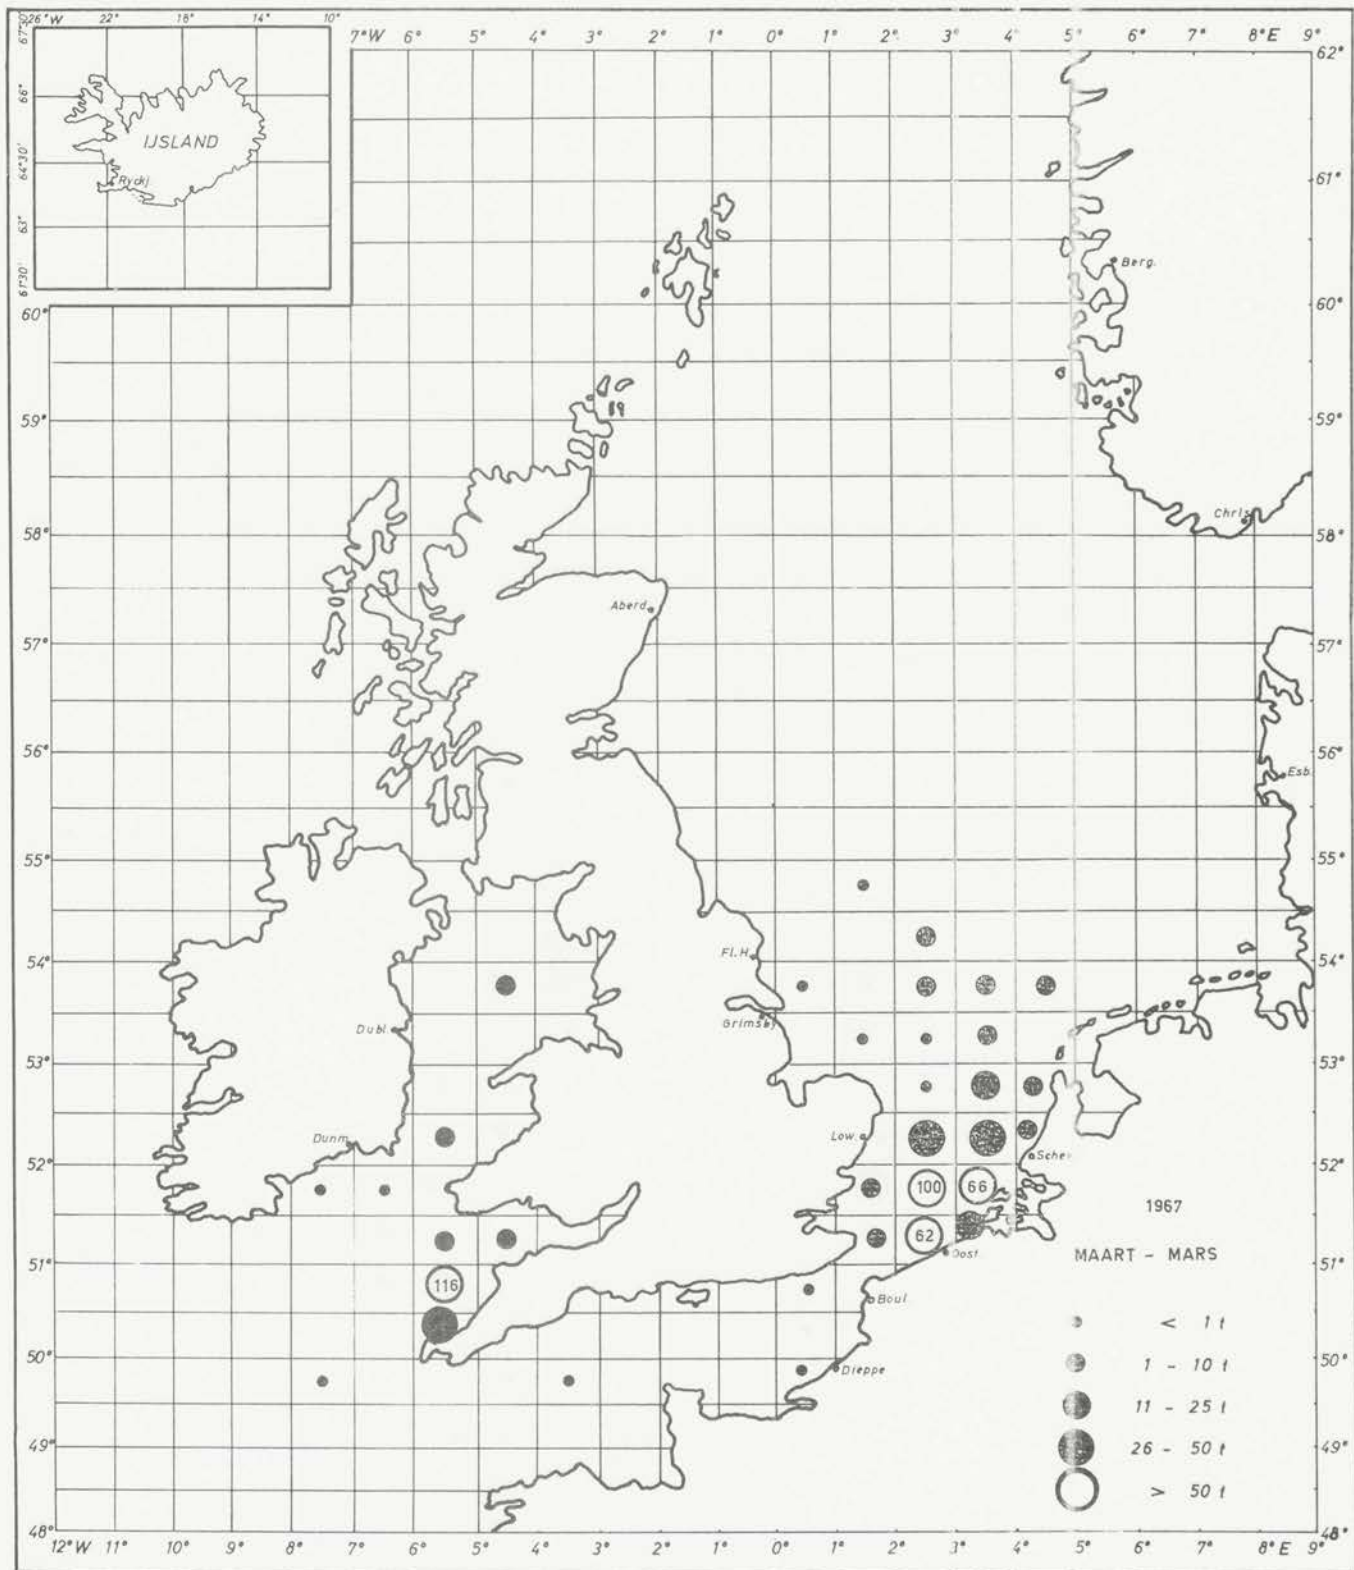 26°W 22° 18° 14° 10°
67°30'
66°
64°30'
63°
61°30'
IJSLAND
Ryckj
7°W 6° 5° 4° 3° 2° 1° 0° 1° 2° 3° 4° 5° 6° 7° 8°E 9°
62°
61°
Berg.
60° 60°
59° 59°
58° Chris 58°
Aberd.
57° 57°
56° 56°
Esb.
55° 55°
Fl.H.
54° 54°
Grimsby
Dubl.
53° 53°
Dunm.
Low.
52° Schev 52°
100 66
1967
62
Oost.
51° MAART - MARS 51°
116
Boul.
< 1 t
50° Dieppe 1 - 10 t 50°
11 - 25 t
49° 26 - 50 t 49°
> 50 t
48° 48°
12°W 11° 10° 9° 8° 7° 6° 5° 4° 3° 2° 1° 0° 1° 2° 3° 4° 5° 6° 7° 8°E 9°